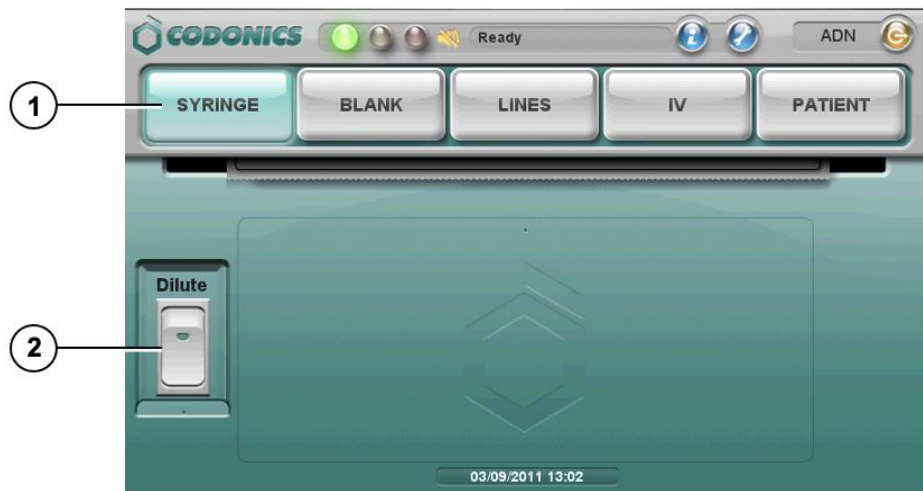 CODONICS Ready ADN
1 SYRINGE BLANK LINES IV PATIENT
Dilute
2
03/09/2011 13:02